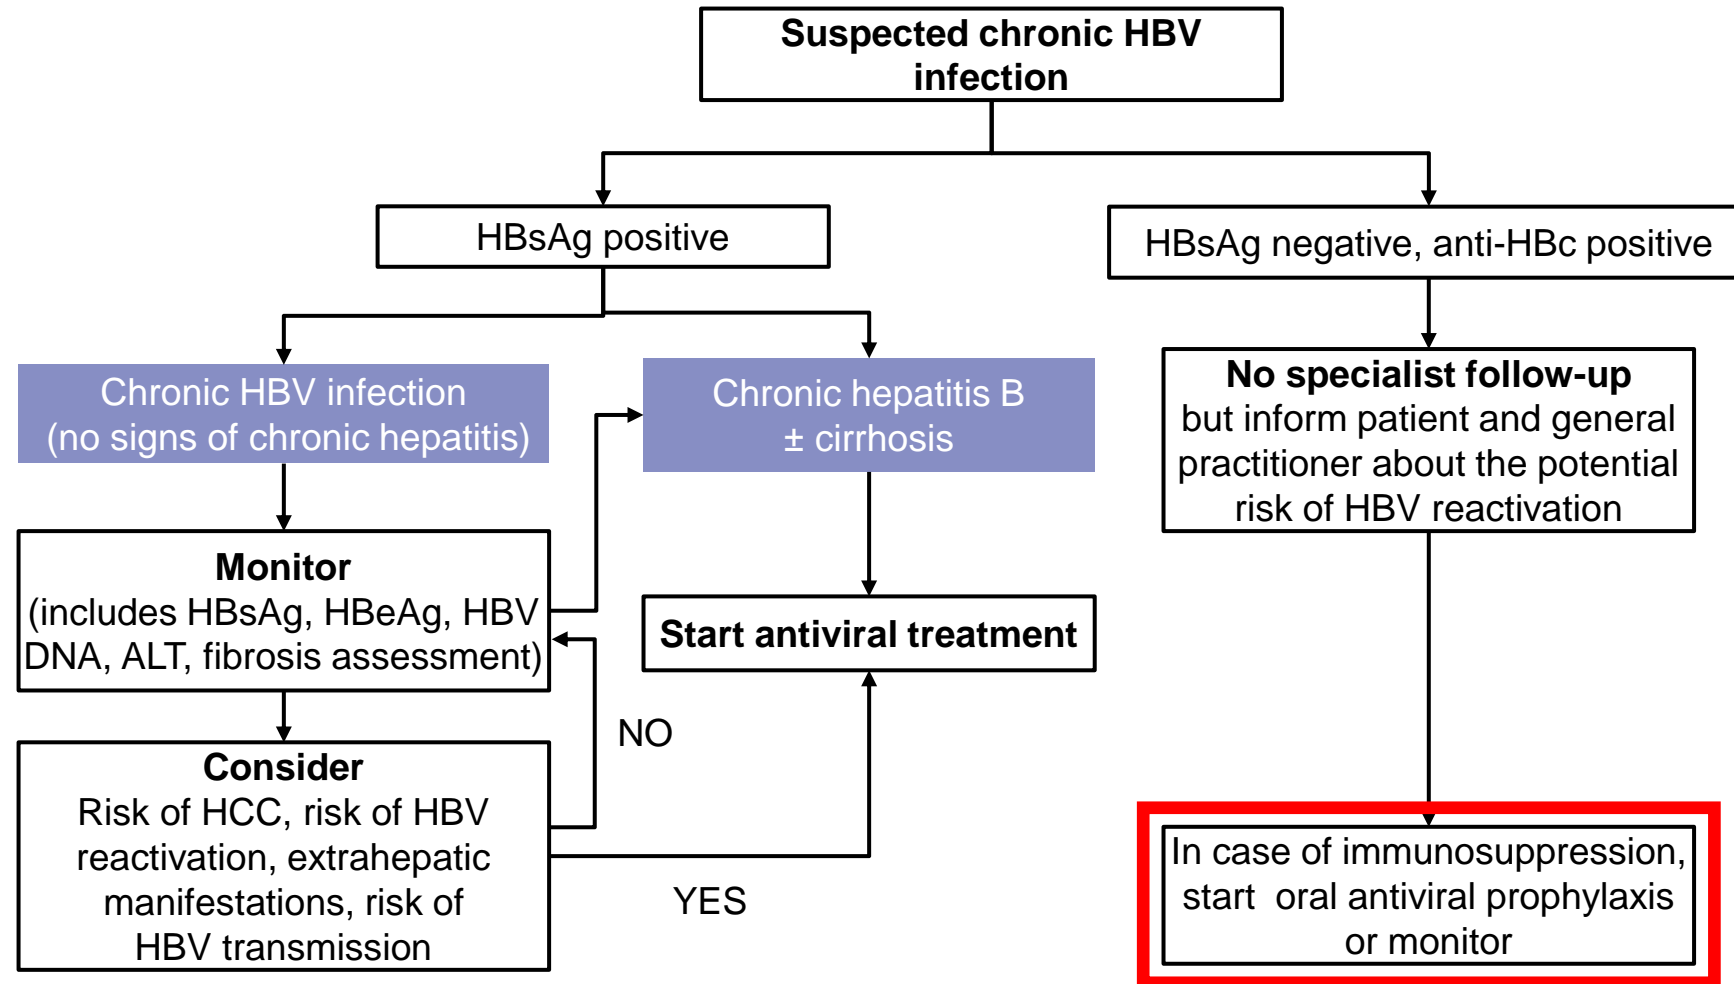 Suspected chronic HBV
infection
HBsAg positive
HBsAg negative, anti-HBc positive
Chronic HBV infection
(no signs of chronic hepatitis)
Chronic hepatitis B
± cirrhosis
No specialist follow-up
but inform patient and general
practitioner about the potential
risk of HBV reactivation
Monitor
(includes HBsAg, HBeAg, HBV
DNA, ALT, fibrosis assessment)
Start antiviral treatment
NO
Consider
Risk of HCC, risk of HBV
reactivation, extrahepatic
manifestations, risk of
HBV transmission
YES
In case of immunosuppression,
start oral antiviral prophylaxis
or monitor